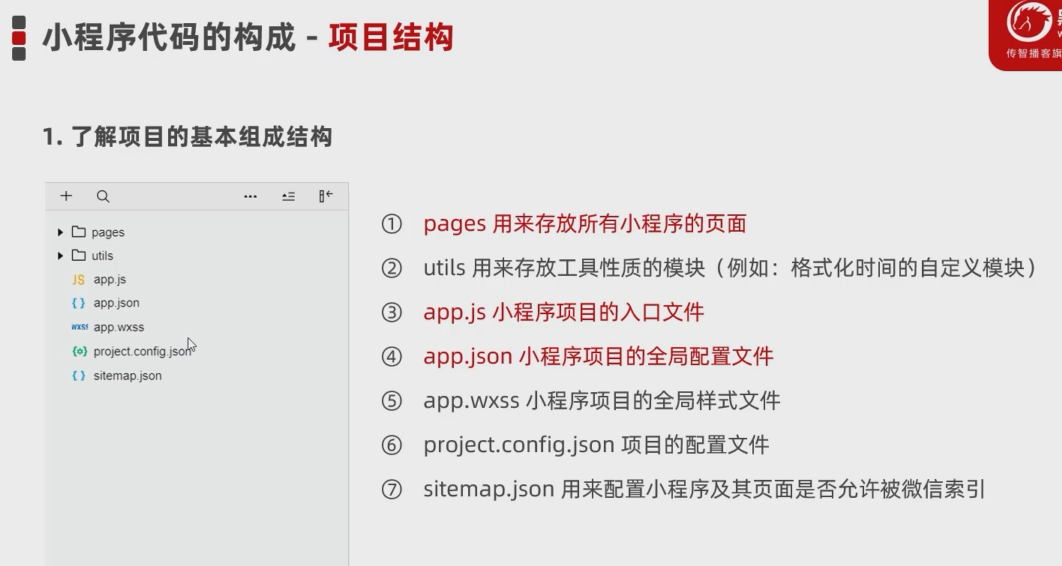 小程序代码的构成 - 项目结构
传智播客旗
1. 了解项目的基本组成结构
pages
utils
JS app.js
{ } app.json
WXSS app.wxss
{o} project.config.json
{ } sitemap.json
① pages 用来存放所有小程序的页面
② utils 用来存放工具性质的模块（例如：格式化时间的自定义模块）
③ app.js 小程序项目的入口文件
④ app.json 小程序项目的全局配置文件
⑤ app.wxss 小程序项目的全局样式文件
⑥ project.config.json 项目的配置文件
⑦ sitemap.json 用来配置小程序及其页面是否允许被微信索引